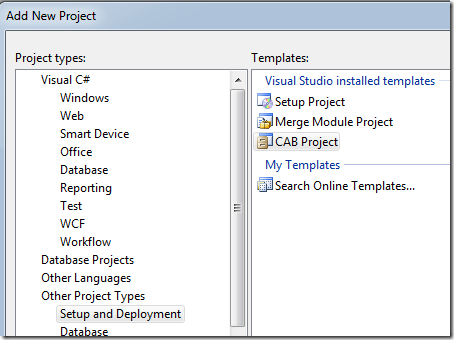 Add New Project
Project types:
Visual C#
Windows
Web
Smart Device
Office
Database
Reporting
Test
WCF
Workflow
Database Projects
Other Languages
Other Project Types
Setup and Deployment
Database
Templates:
Visual Studio installed templates
Setup Project
Merge Module Project
CAB Project
My Templates
Search Online Templates...